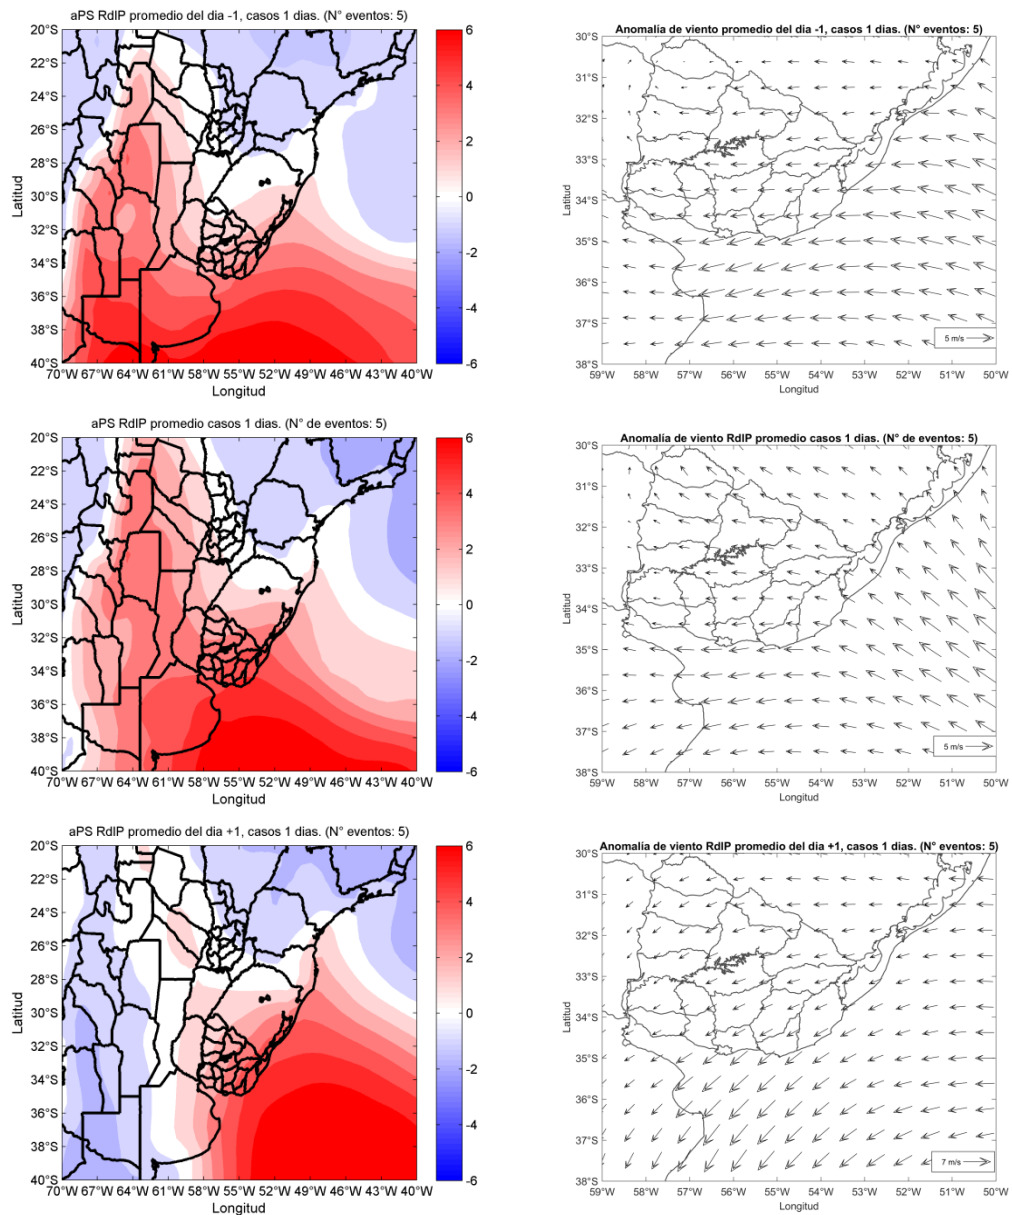 aPS RdlP promedio del dia -1, casos 1 dias. (N° eventos: 5)
20°S
22°S
24°S
26°S
28°S
30°S
32°S
34°S
36°S
38°S
40°S
Latitud
70°W 67°W 64°W 61°W 58°W 55°W 52°W 49°W 46°W 43°W 40°W
Longitud
6
4
2
0
-2
-4
-6
Anomalía de viento promedio del dia -1, casos 1 dias. (N° eventos: 5)
30°S
31°S
32°S
33°S
34°S
35°S
36°S
37°S
38°S
Latitud
5 m/s
59°W 58°W 57°W 56°W 55°W 54°W 53°W 52°W 51°W 50°W
Longitud
aPS RdlP promedio casos 1 dias. (N° de eventos: 5)
20°S
22°S
24°S
26°S
28°S
30°S
32°S
34°S
36°S
38°S
40°S
Latitud
70°W 67°W 64°W 61°W 58°W 55°W 52°W 49°W 46°W 43°W 40°W
Longitud
6
4
2
0
-2
-4
-6
Anomalía de viento RdlP promedio casos 1 dias. (N° de eventos: 5)
30°S
31°S
32°S
33°S
34°S
35°S
36°S
37°S
38°S
Latitud
5 m/s
59°W 58°W 57°W 56°W 55°W 54°W 53°W 52°W 51°W 50°W
Longitud
aPS RdlP promedio del dia +1, casos 1 dias. (N° eventos: 5)
20°S
22°S
24°S
26°S
28°S
30°S
32°S
34°S
36°S
38°S
40°S
Latitud
70°W 67°W 64°W 61°W 58°W 55°W 52°W 49°W 46°W 43°W 40°W
Longitud
6
4
2
0
-2
-4
-6
Anomalía de viento RdlP promedio del dia +1, casos 1 dias. (N° eventos: 5)
30°S
31°S
32°S
33°S
34°S
35°S
36°S
37°S
38°S
Latitud
7 m/s
59°W 58°W 57°W 56°W 55°W 54°W 53°W 52°W 51°W 50°W
Longitud